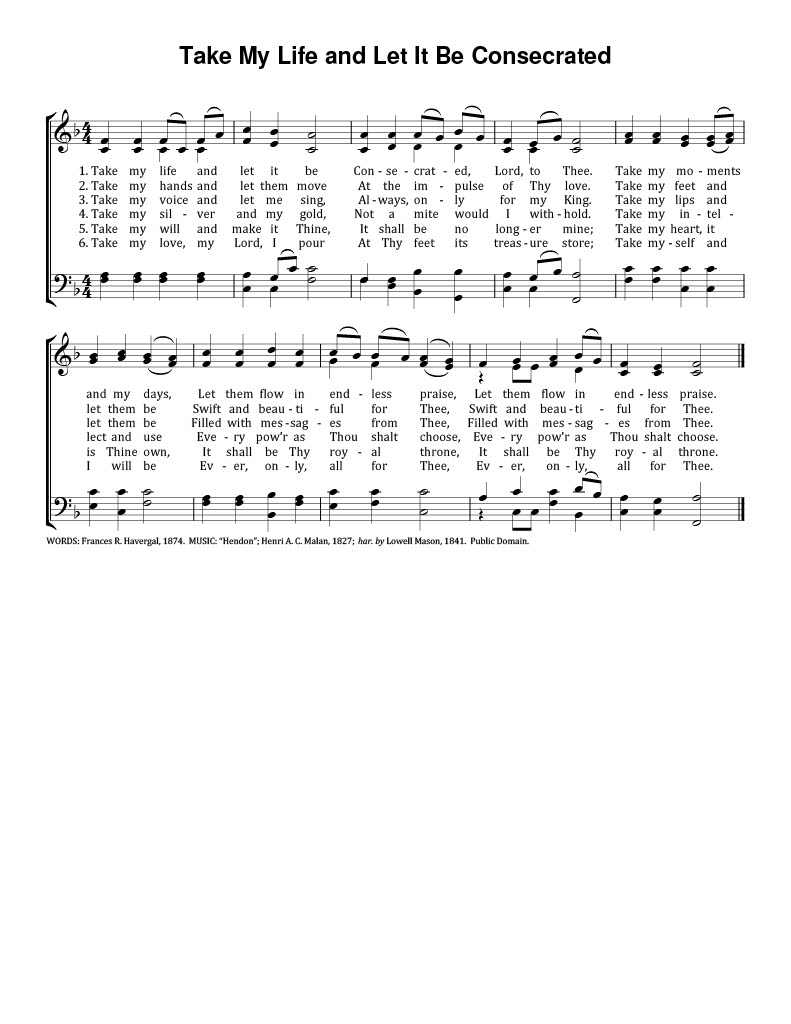 Take My Life and Let It Be Consecrated
1. Take my life and let it be Con - se - crat - ed, Lord, to Thee. Take my mo - ments
2. Take my hands and let them move At the im - pulse of Thy love. Take my feet and
3. Take my voice and let me sing, Al - ways, on - ly for my King. Take my lips and
4. Take my sil - ver and my gold, Not a mite would I with - hold. Take my in - tel -
5. Take my will and make it Thine, It shall be no long - er mine; Take my heart, it
6. Take my love, my Lord, I pour At Thy feet its treas - ure store; Take my - self and
and my days, Let them flow in end - less praise, Let them flow in end - less praise.
let them be Swift and beau - ti - ful for Thee, Swift and beau - ti - ful for Thee.
let them be Filled with mes - sag - es from Thee, Filled with mes - sag - es from Thee.
lect and use Eve - ry pow'r as Thou shalt choose, Eve - ry pow'r as Thou shalt choose.
is Thine own, It shall be Thy roy - al throne, It shall be Thy roy - al throne.
I will be Ev - er, on - ly, all for Thee, Ev - er, on - ly, all for Thee.
WORDS: Frances R. Havergal, 1874. MUSIC: “Hendon”; Henri A. C. Malan, 1827; har. by Lowell Mason, 1841. Public Domain.